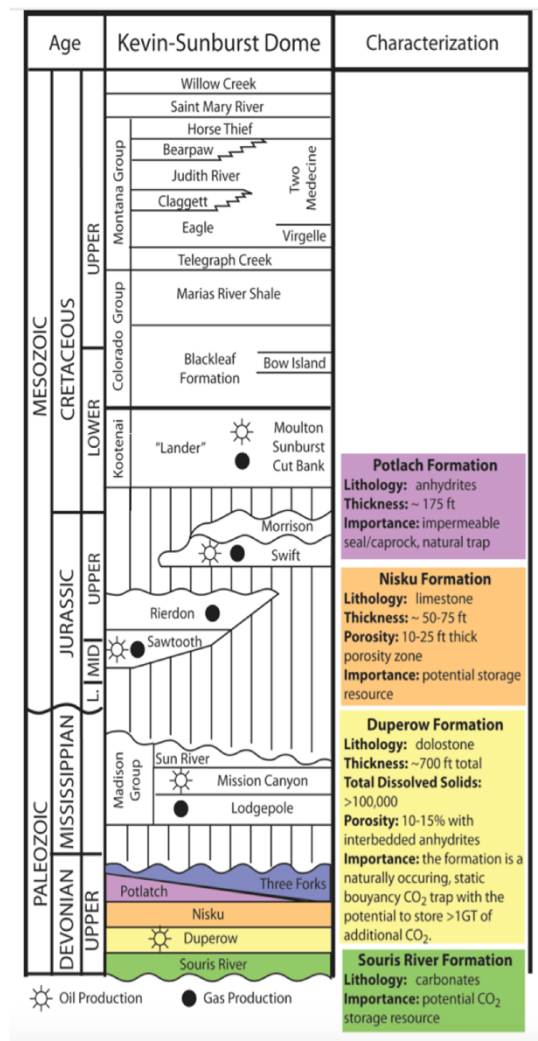 Age
Kevin-Sunburst Dome
Characterization
MESOZOIC
PALEOZOIC
CRETACEOUS
JURASSIC
MISSISSIPPIAN
DEVONIAN
UPPER
LOWER
UPPER
MID
L.
UPPER
Willow Creek
Saint Mary River
Montana Group
Horse Thief
Bearpaw
Judith River
Two
Medecine
Claggett
Eagle
Virgelle
Telegraph Creek
Colorado Group
Marias River Shale
Blackleaf
Formation
Bow Island
Kootenai
"Lander"
Moulton
Sunburst
Cut Bank
Morrison
Swift
Rierdon
Sawtooth
Madison
Group
Sun River
Mission Canyon
Lodgepole
Three Forks
Potlatch
Nisku
Duperow
Souris River
Potlach Formation
Lithology: anhydrites
Thickness: ~ 175 ft
Importance: impermeable
seal/caprock, natural trap
Nisku Formation
Lithology: limestone
Thickness: ~ 50-75 ft
Porosity: 10-25 ft thick
porosity zone
Importance: potential storage
resource
Duperow Formation
Lithology: dolostone
Thickness: ~700 ft total
Total Dissolved Solids:
>100,000
Porosity: 10-15% with
interbedded anhydrites
Importance: the formation is a
naturally occuring, static
bouyancy CO₂ trap with the
potential to store >1GT of
additional CO₂.
Souris River Formation
Lithology: carbonates
Importance: potential CO₂
storage resource
Oil Production
Gas Production